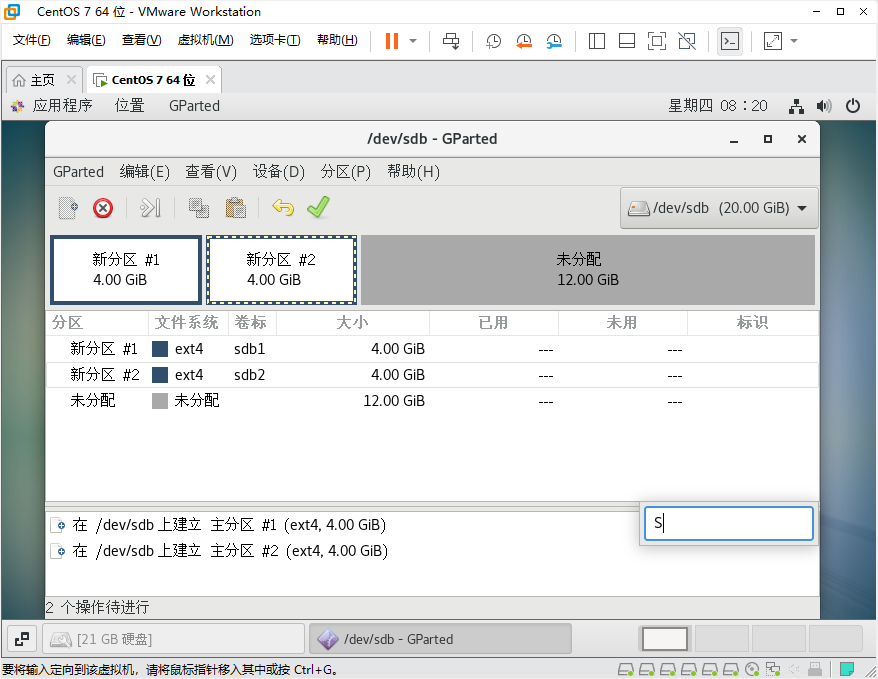 CentOS 7 64 位 - VMware Workstation
文件(F) 编辑(E) 查看(V) 虚拟机(M) 选项卡(T) 帮助(H)
主页 CentOS 7 64 位
应用程序 位置 GParted 星期四 08：20
/dev/sdb - GParted
GParted 编辑(E) 查看(V) 设备(D) 分区(P) 帮助(H)
/dev/sdb (20.00 GiB)
新分区 #1 新分区 #2 未分配
4.00 GiB 4.00 GiB 12.00 GiB
分区 文件系统 卷标 大小 已用 未用 标识
新分区 #1 ext4 sdb1 4.00 GiB --- ---
新分区 #2 ext4 sdb2 4.00 GiB --- ---
未分配 未分配 12.00 GiB --- ---
在 /dev/sdb 上建立 主分区 #1 (ext4, 4.00 GiB)
S
在 /dev/sdb 上建立 主分区 #2 (ext4, 4.00 GiB)
2 个操作待进行
[21 GB 硬盘] /dev/sdb - GParted
要将输入定向到该虚拟机，请将鼠标指针移入其中或按 Ctrl+G。